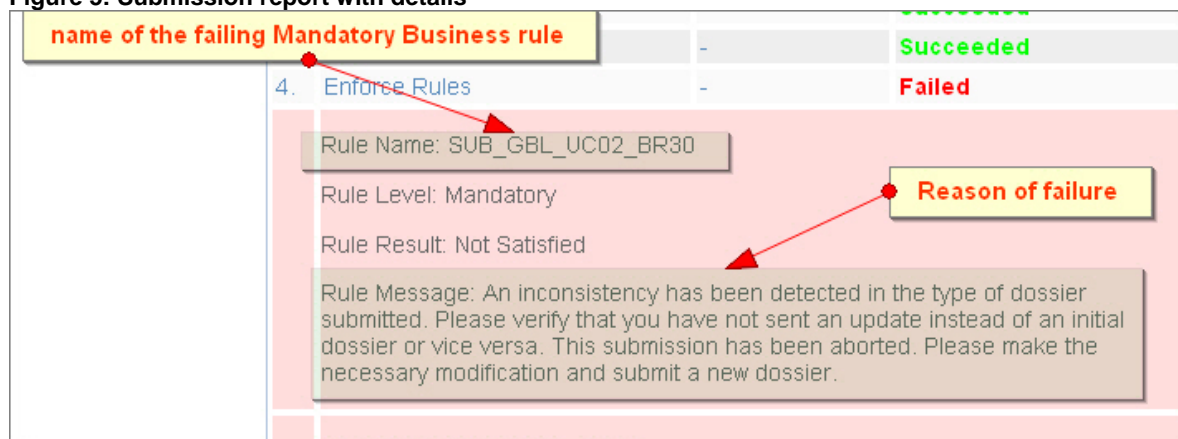 Figure 5: Submission report with details
name of the failing Mandatory Business rule
- Succeeded
4. Enforce Rules - Failed
Rule Name: SUB_GBL_UC02_BR30
Rule Level: Mandatory
Reason of failure
Rule Result: Not Satisfied
Rule Message: An inconsistency has been detected in the type of dossier
submitted. Please verify that you have not sent an update instead of an initial
dossier or vice versa. This submission has been aborted. Please make the
necessary modification and submit a new dossier.